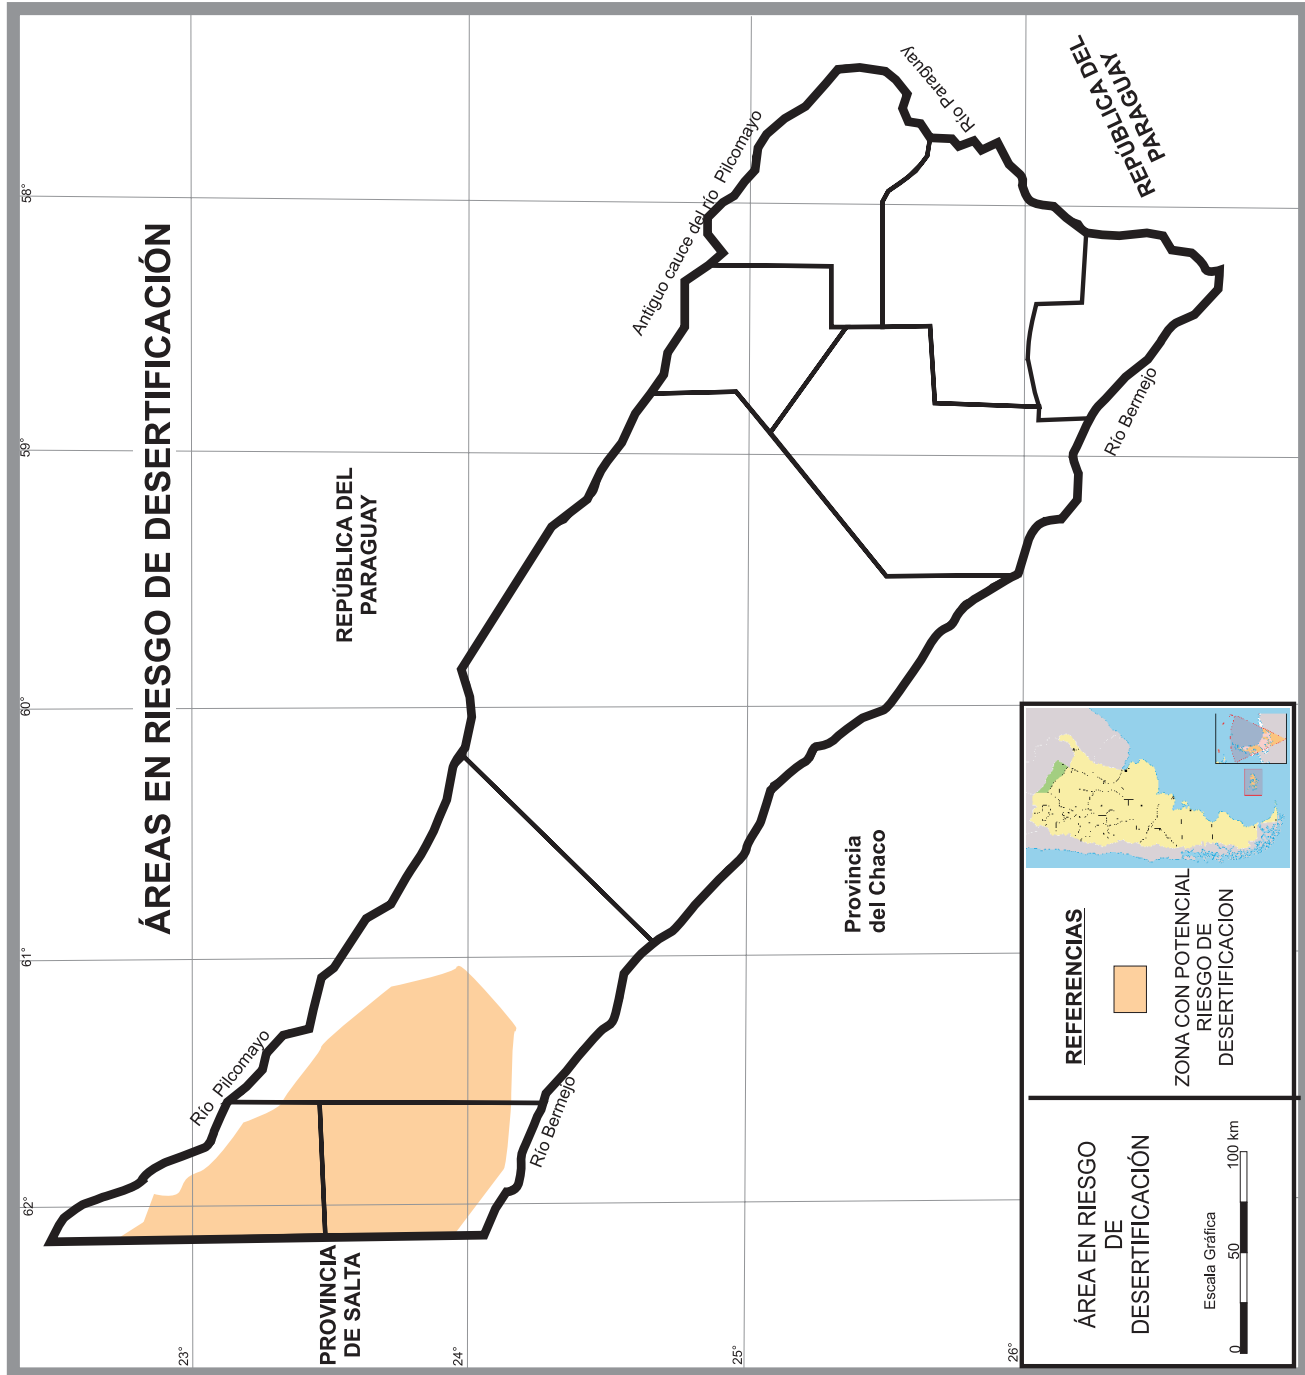 ÁREAS EN RIESGO DE DESERTIFICACIÓN
62°
61°
60°
59°
58°
23°
24°
25°
26°
REPÚBLICA DEL
PARAGUAY
Río Pilcomayo
Antiguo cauce del río Pilcomayo
Río Paraguay
REPÚBLICA DEL
PARAGUAY
PROVINCIA
DE SALTA
Río Bermejo
Provincia
del Chaco
Río Bermejo
ÁREA EN RIESGO
DE
DESERTIFICACIÓN
Escala Gráfica
0
50
100 km
REFERENCIAS
ZONA CON POTENCIAL
RIESGO DE
DESERTIFICACION